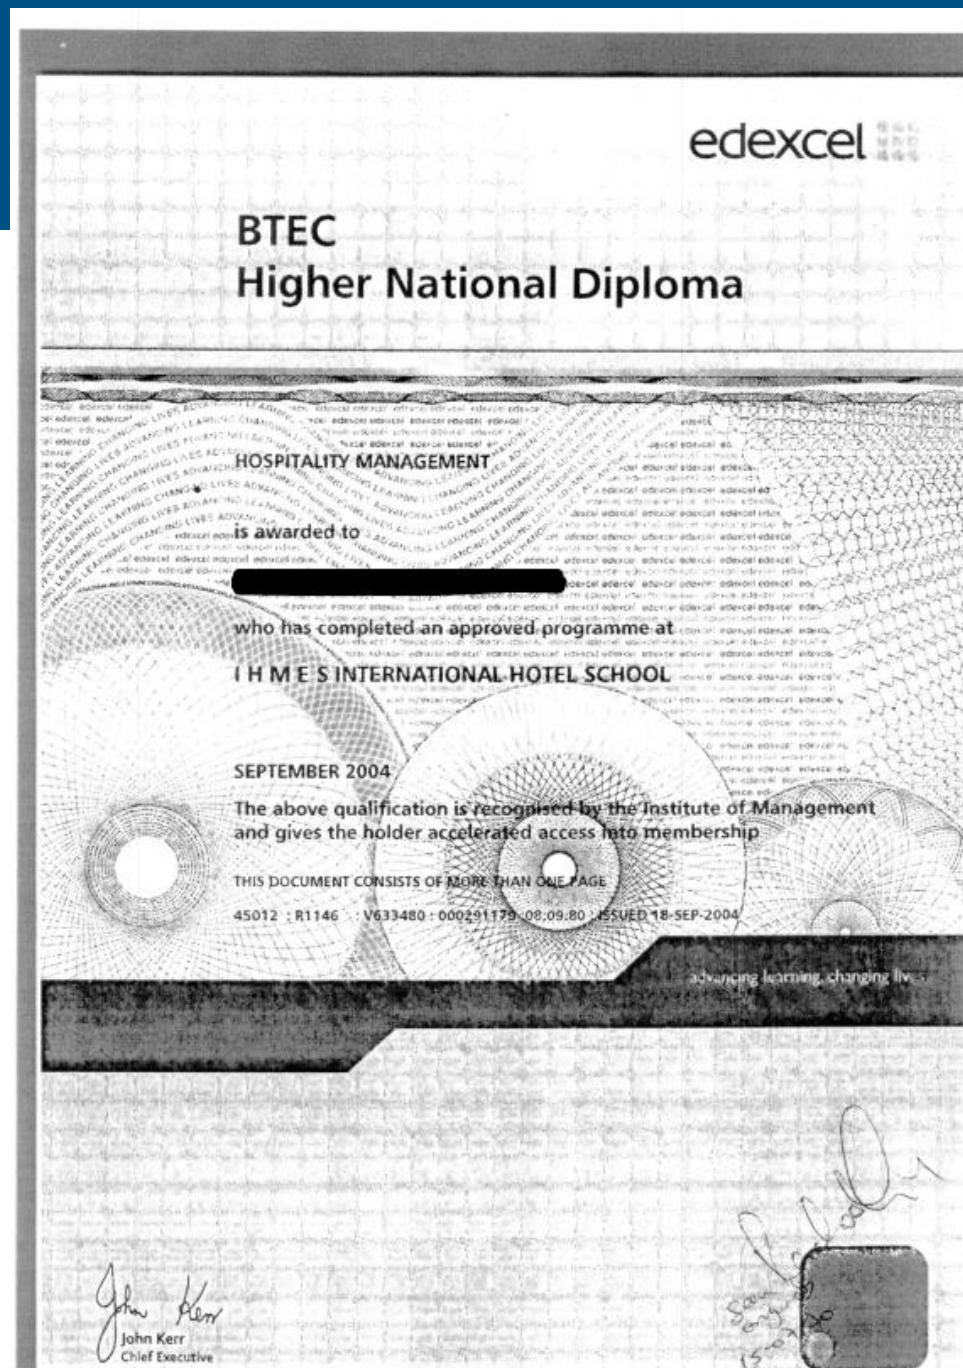 edexcel
BTEC
Higher National Diploma
HOSPITALITY MANAGEMENT
is awarded to
who has completed an approved programme at
I H M E S INTERNATIONAL HOTEL SCHOOL
SEPTEMBER 2004
The above qualification is recognised by the Institute of Management
and gives the holder accelerated access into membership
THIS DOCUMENT CONSISTS OF MORE THAN ONE PAGE
45012 : R1146 : V633480 : 000291179 :08:09:80 : ISSUED 18-SEP-2004
advancing learning, changing lives
John Kerr
John Kerr
Chief Executive